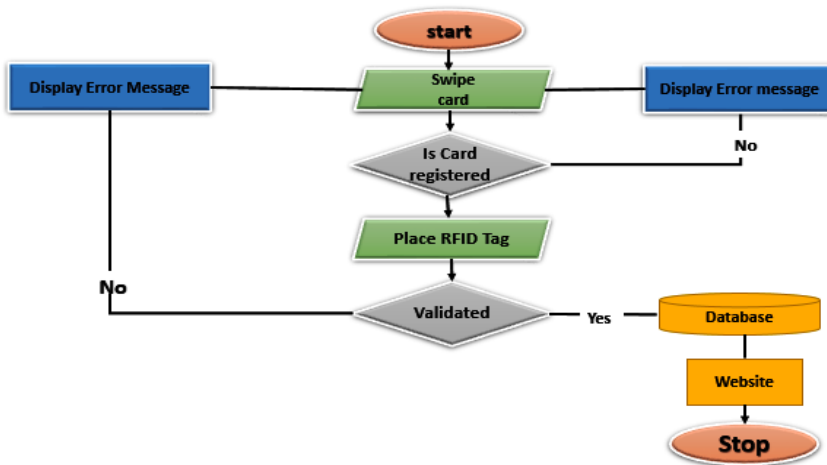 start
Display Error Message
Swipe
card
Display Error message
No
Is Card
registered
Place RFID Tag
No
Validated
Yes
Database
Website
Stop